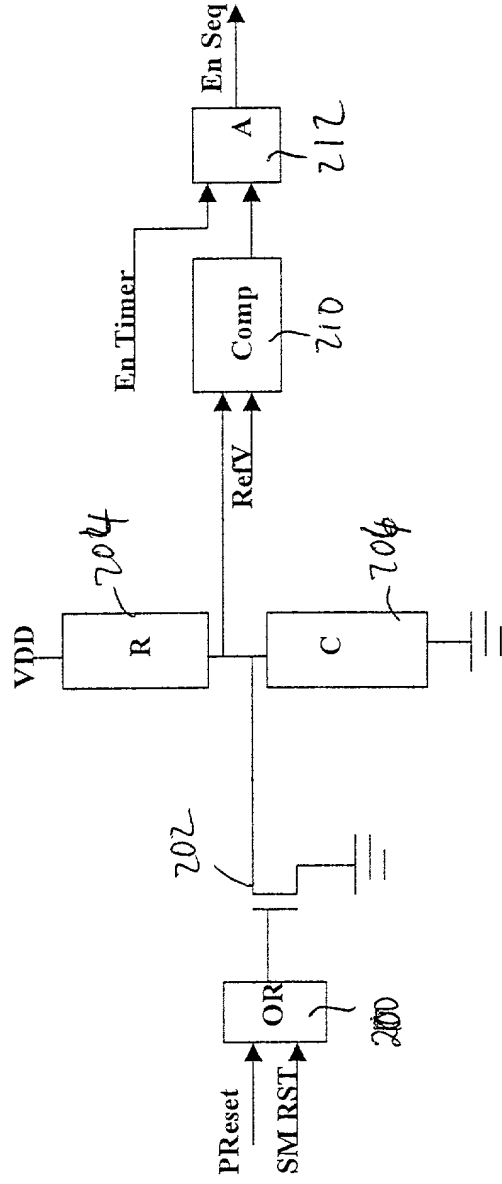 PReset
SM RST
OR
200
202
VDD
R
204
C
206
RefV
En Timer
Comp
210
A
212
En Seq